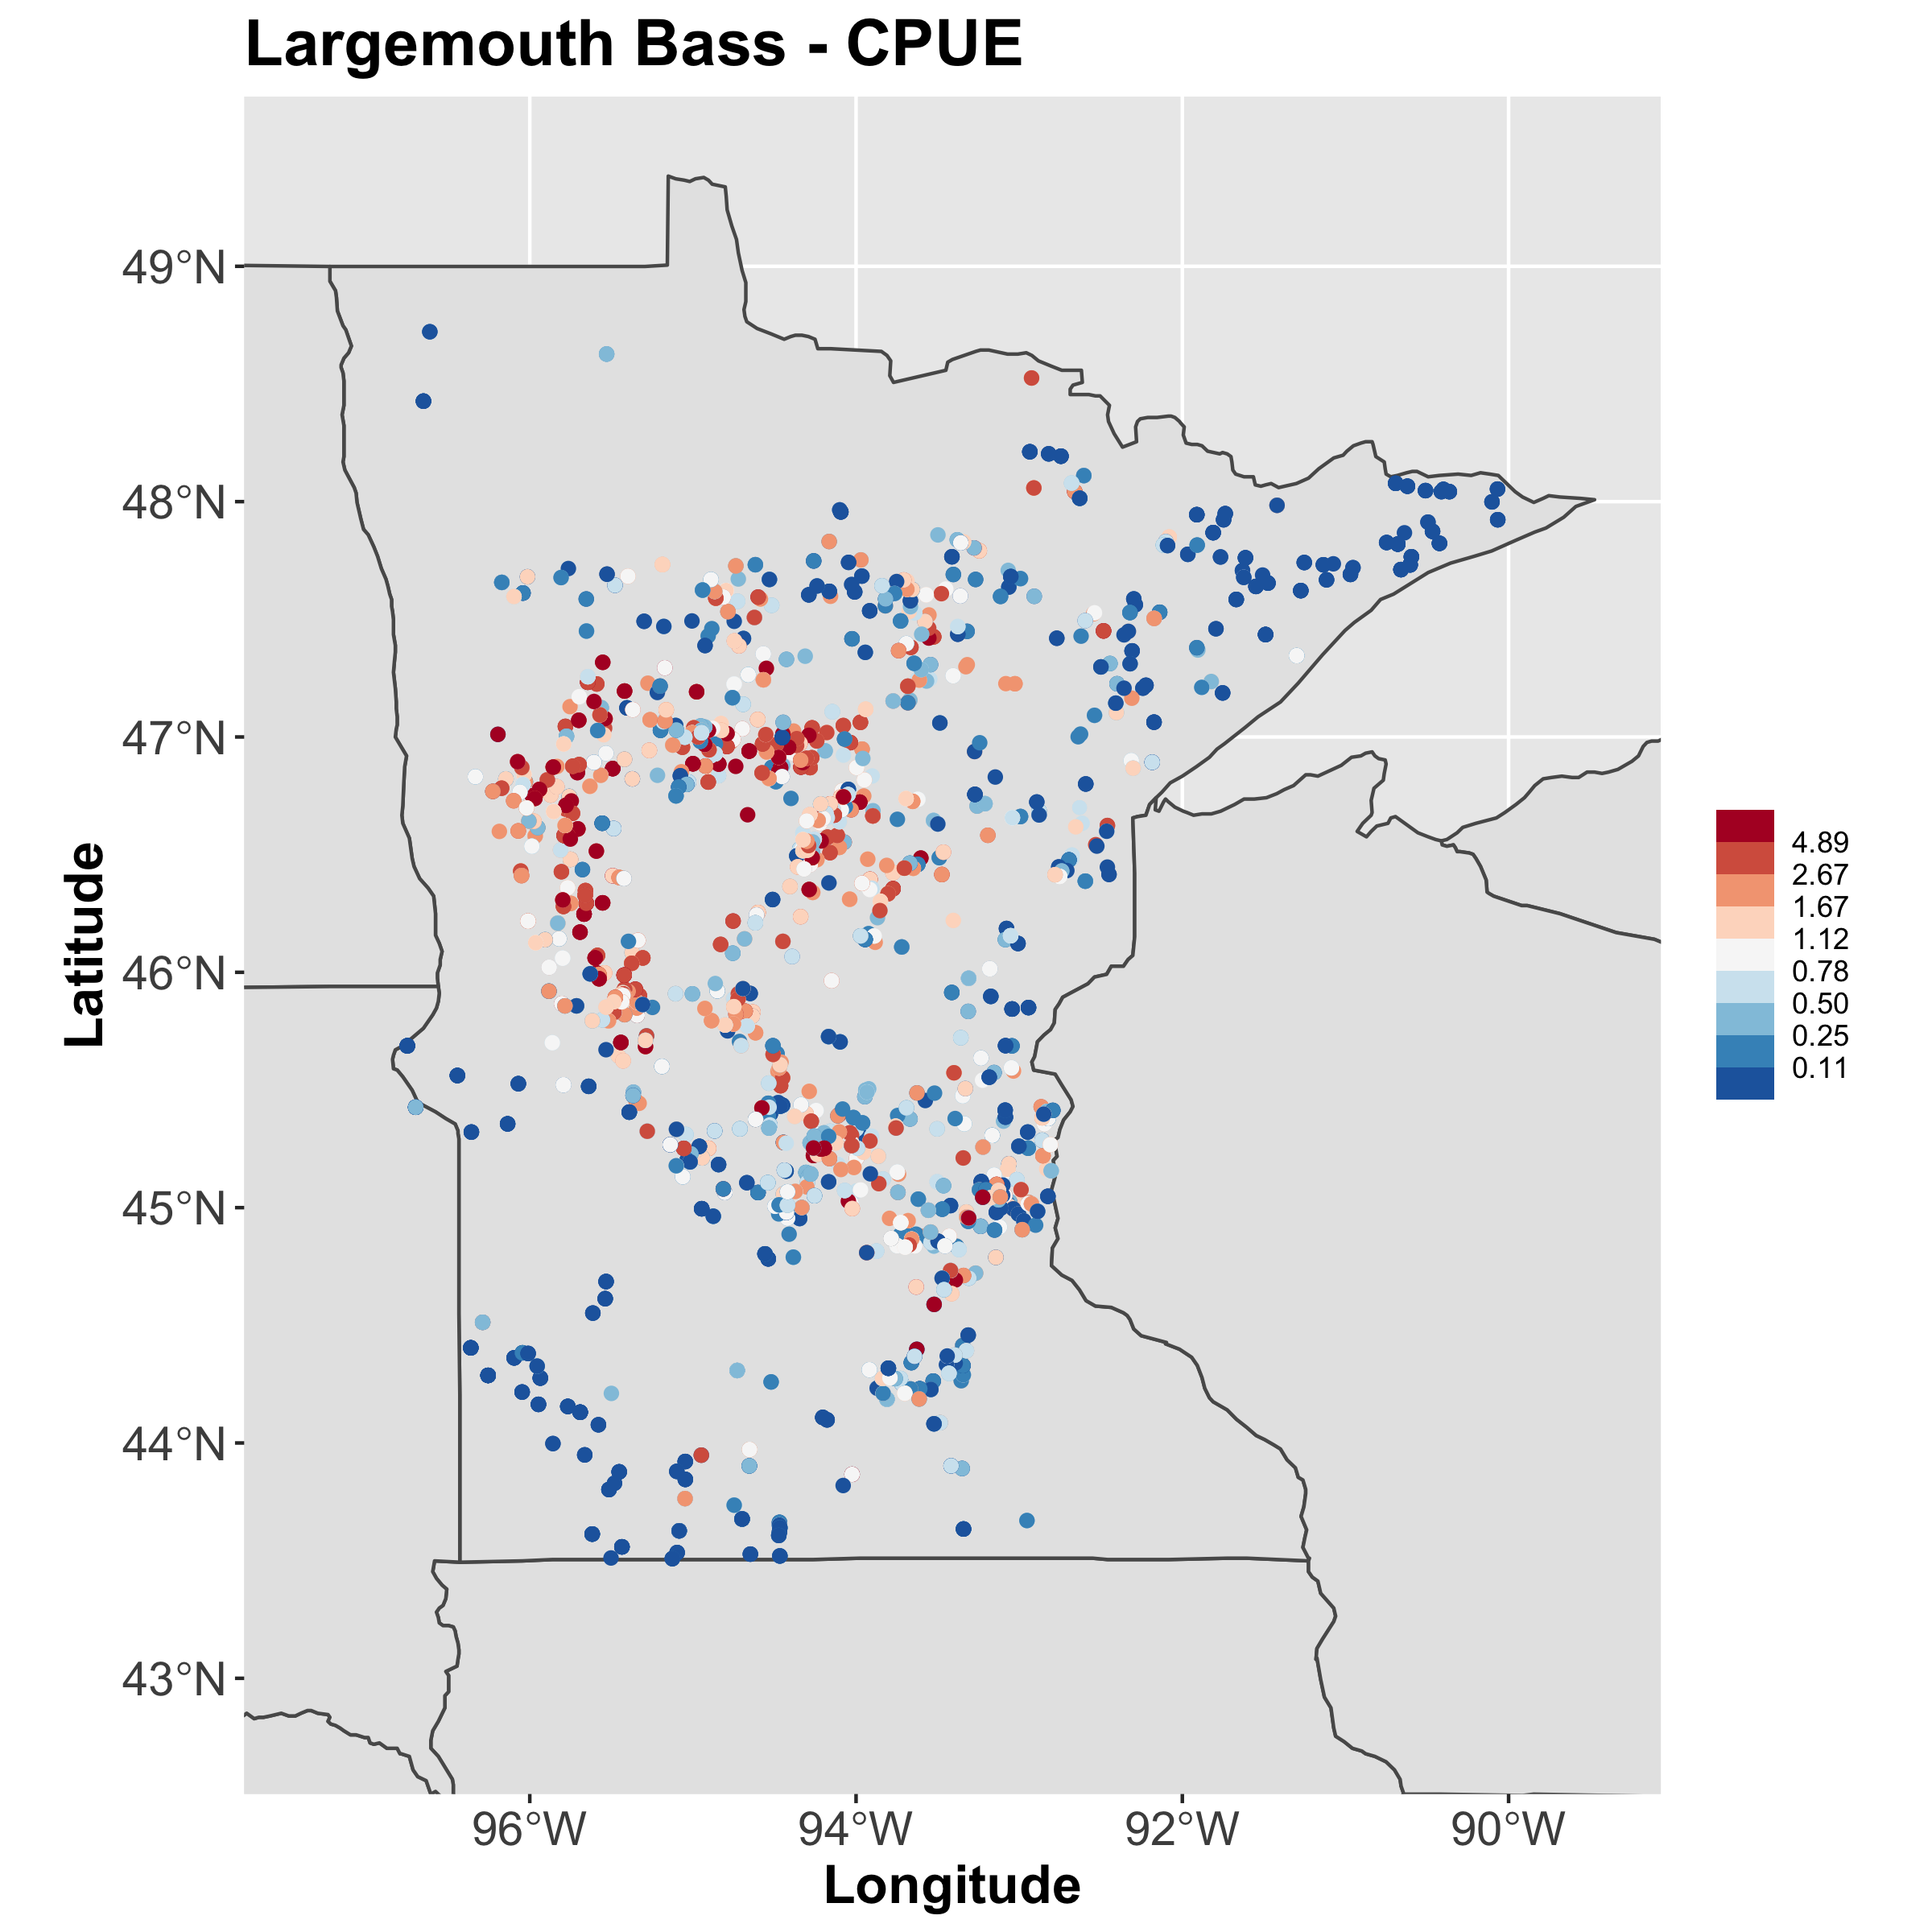 Largemouth Bass - CPUE
49°N
48°N
47°N
46°N
45°N
44°N
43°N
Latitude
96°W
94°W
92°W
90°W
Longitude
4.89
2.67
1.67
1.12
0.78
0.50
0.25
0.11